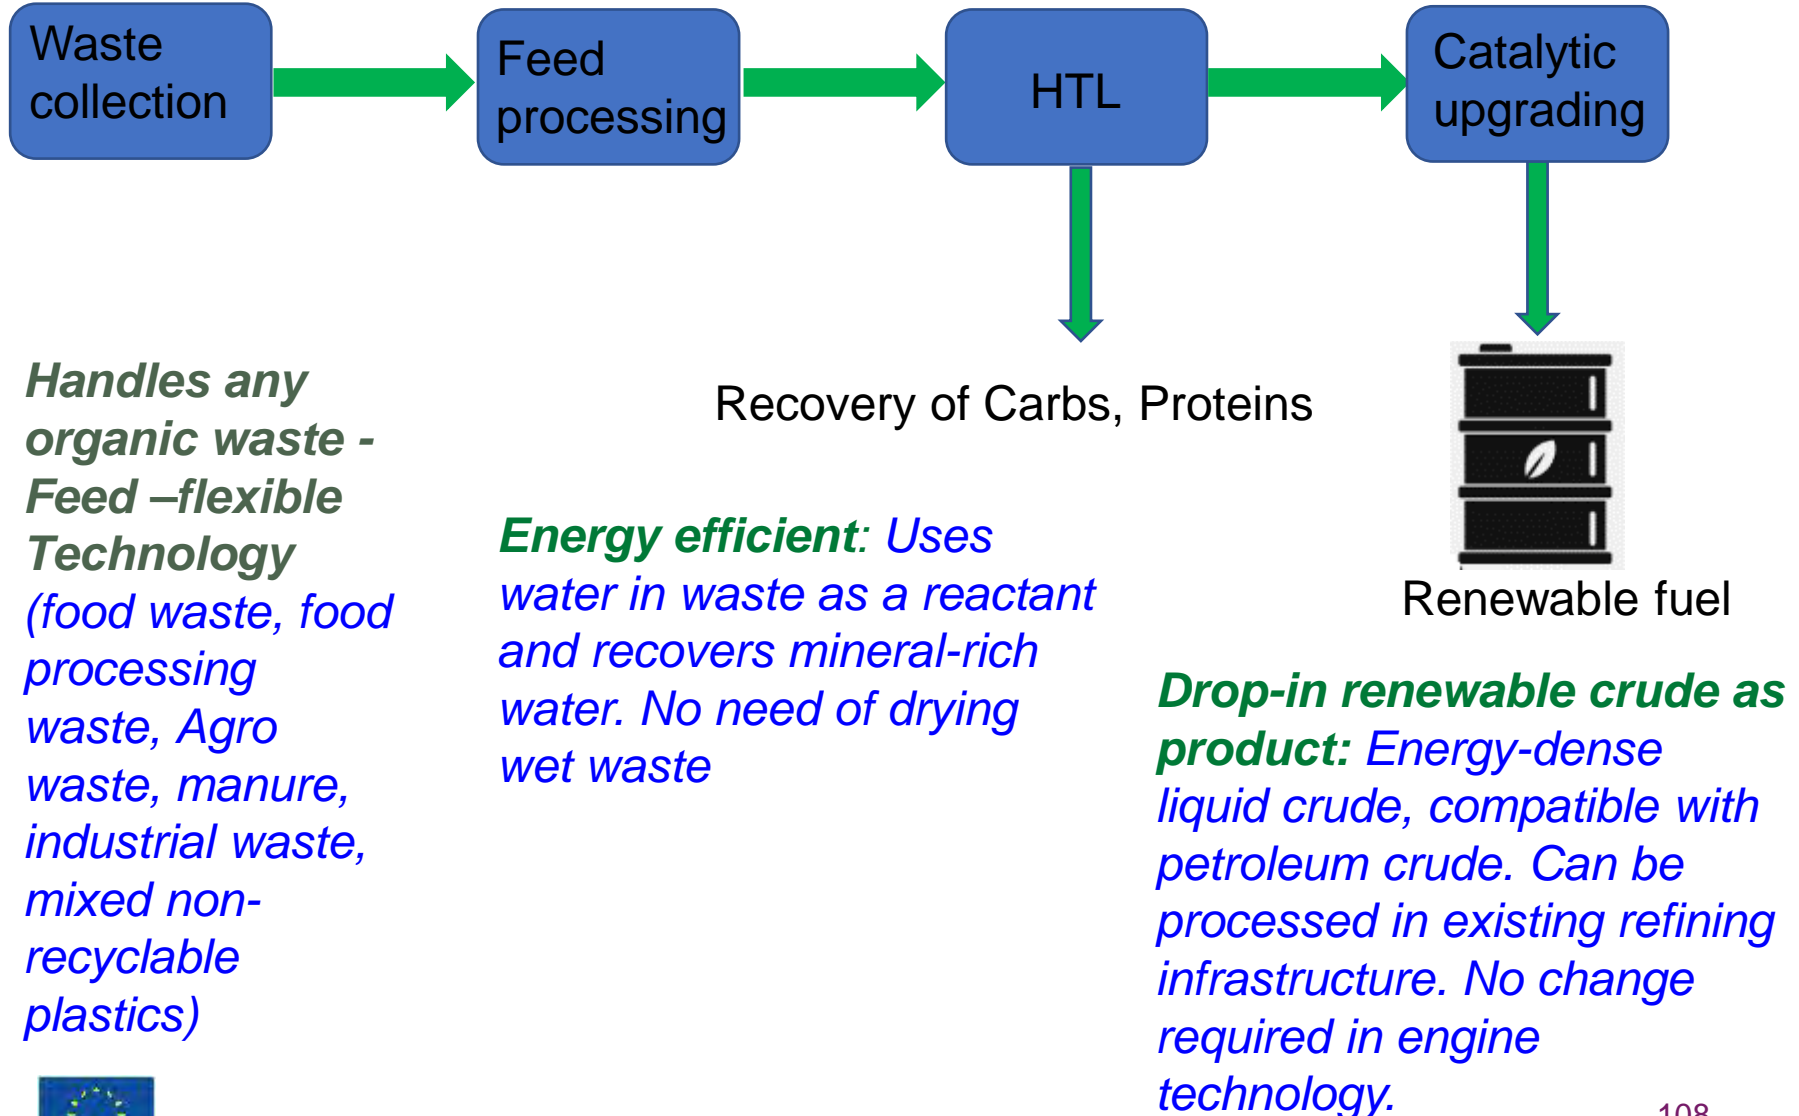 Waste
collection
Feed
processing
HTL
Catalytic
upgrading
Recovery of Carbs, Proteins
Renewable fuel
Handles any
organic waste -
Feed –flexible
Technology
(food waste, food
processing
waste, Agro
waste, manure,
industrial waste,
mixed non-
recyclable
plastics)
Energy efficient: Uses
water in waste as a reactant
and recovers mineral-rich
water. No need of drying
wet waste
Drop-in renewable crude as
product: Energy-dense
liquid crude, compatible with
petroleum crude. Can be
processed in existing refining
infrastructure. No change
required in engine
technology.
108